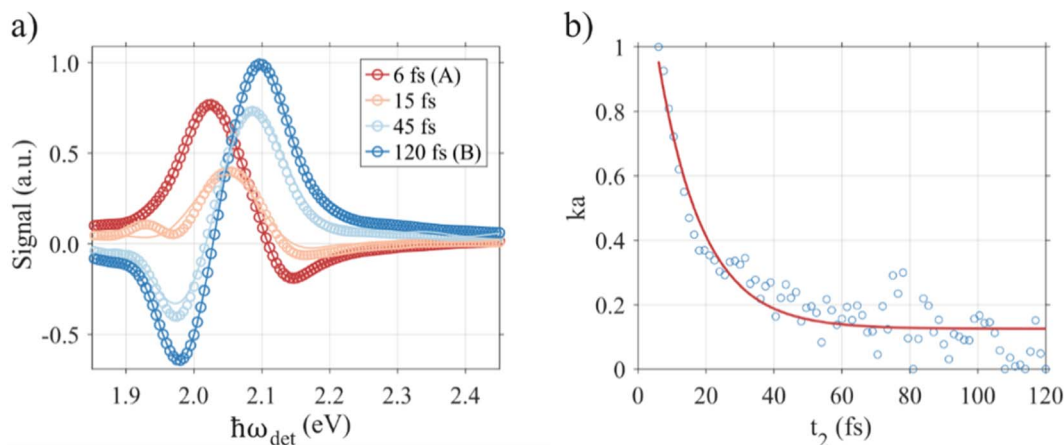 a)
Signal (a.u.)
1.0
0.5
0.0
-0.5
6 fs (A)
15 fs
45 fs
120 fs (B)
1.9 2.0 2.1 2.2 2.3 2.4
ħω_det (eV)
b)
ka
1
0.8
0.6
0.4
0.2
0
0 20 40 60 80 100 120
t₂ (fs)